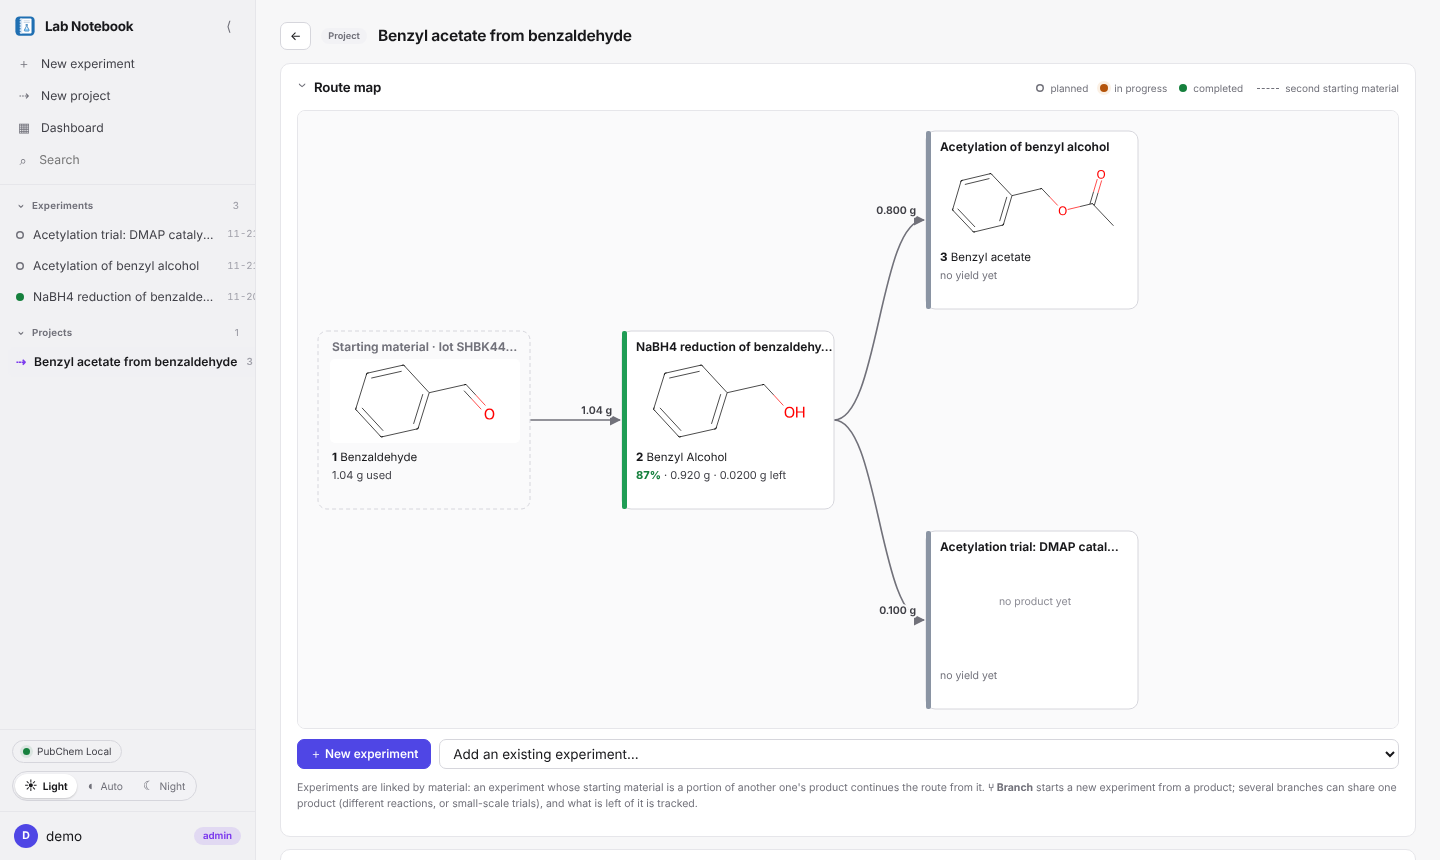 Lab Notebook
New experiment
New project
Dashboard
Search
Experiments 3
Acetylation trial: DMAP cataly... 11-21
Acetylation of benzyl alcohol 11-21
NaBH4 reduction of benzalde... 11-20
Projects 1
Benzyl acetate from benzaldehyde 3
PubChem Local
Light Auto Night
D demo admin
Project Benzyl acetate from benzaldehyde
Route map
planned in progress completed second starting material
Acetylation of benzyl alcohol
O
O
0.800 g
3 Benzyl acetate
no yield yet
Starting material · lot SHBK44...
O
1 Benzaldehyde
1.04 g used
1.04 g
NaBH4 reduction of benzaldehy...
OH
2 Benzyl Alcohol
87% · 0.920 g · 0.0200 g left
Acetylation trial: DMAP catal...
no product yet
0.100 g
no yield yet
+ New experiment
Add an existing experiment...
Experiments are linked by material: an experiment whose starting material is a portion of another one's product continues the route from it. ⑂ Branch starts a new experiment from a product; several branches can share one
product (different reactions, or small-scale trials), and what is left of it is tracked.